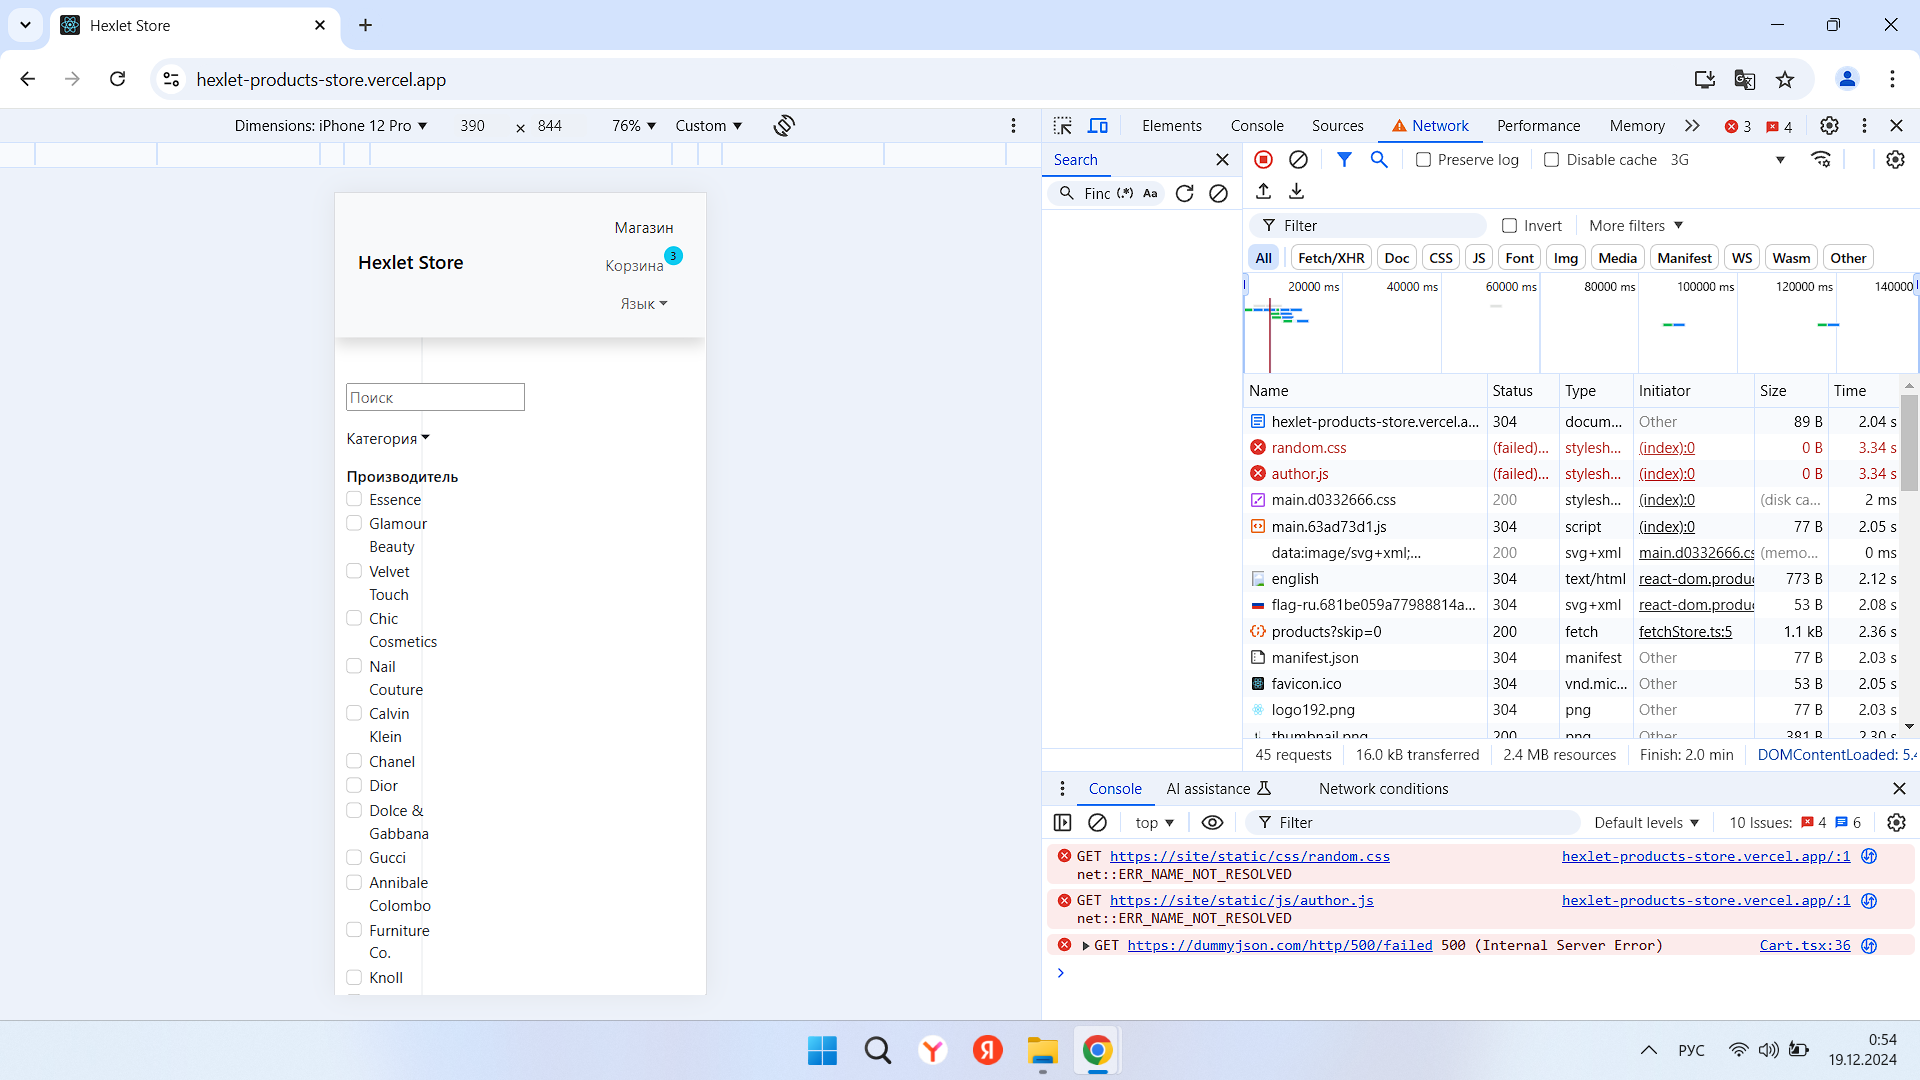 Hexlet Store
hexlet-products-store.vercel.app
Dimensions: iPhone 12 Pro 390 × 844 76% Custom
Elements Console Sources Network Performance Memory 3 4
Search
Preserve log Disable cache 3G
Finc (.*) Aa
Filter Invert More filters
All Fetch/XHR Doc CSS JS Font Img Media Manifest WS Wasm Other
20000 ms 40000 ms 60000 ms 80000 ms 100000 ms 120000 ms 140000
Name Status Type Initiator Size Time
hexlet-products-store.vercel.a... 304 docum... Other 89 B 2.04 s
random.css (failed)... stylesh... (index):0 0 B 3.34 s
author.js (failed)... stylesh... (index):0 0 B 3.34 s
main.d0332666.css 200 stylesh... (index):0 (disk ca... 2 ms
main.63ad73d1.js 304 script (index):0 77 B 2.05 s
data:image/svg+xml;... 200 svg+xml main.d0332666.cs (memo... 0 ms
english 304 text/html react-dom.produc 773 B 2.12 s
flag-ru.681be059a77988814a... 304 svg+xml react-dom.produc 53 B 2.08 s
products?skip=0 200 fetch fetchStore.ts:5 1.1 kB 2.36 s
manifest.json 304 manifest Other 77 B 2.03 s
favicon.ico 304 vnd.mic... Other 53 B 2.05 s
logo192.png 304 png Other 77 B 2.03 s
thumbnail.png 200 png Other 381 B 2.30 s
45 requests 16.0 kB transferred 2.4 MB resources Finish: 2.0 min DOMContentLoaded: 5.4
Console AI assistance Network conditions
top Filter Default levels 10 Issues: 4 6
GET https://site/static/css/random.css hexlet-products-store.vercel.app/:1
net::ERR_NAME_NOT_RESOLVED
GET https://site/static/js/author.js hexlet-products-store.vercel.app/:1
net::ERR_NAME_NOT_RESOLVED
GET https://dummyjson.com/http/500/failed 500 (Internal Server Error) Cart.tsx:36
Магазин
Hexlet Store
Корзина 3
Язык
Поиск
Категория
Производитель
Essence
Glamour
Beauty
Velvet
Touch
Chic
Cosmetics
Nail
Couture
Calvin
Klein
Chanel
Dior
Dolce &
Gabbana
Gucci
Annibale
Colombo
Furniture
Co.
Knoll
РУС
0:54
19.12.2024